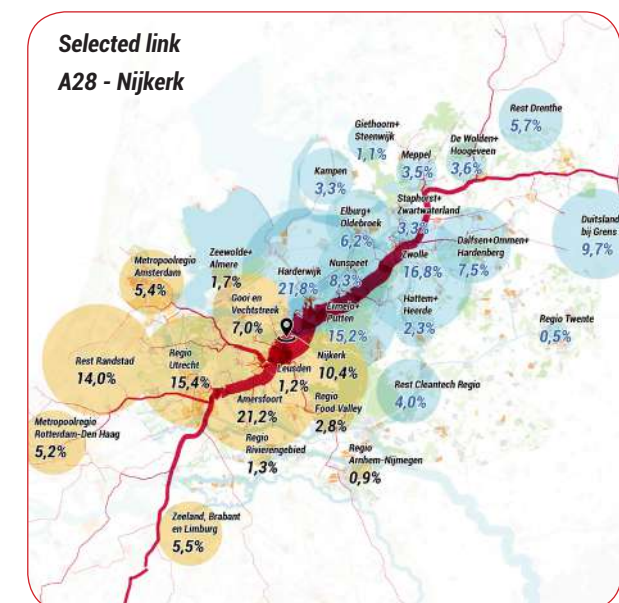 Selected link
A28 - Nijkerk
Rest Drenthe
5,7%
Giethoorn+
Steenwijk
1,1%
De Wolden+
Hoogeveen
3,6%
Meppel
3,5%
Kampen
3,3%
Staphorst+
Zwartwaterland
3,3%
Elburg+
Oldebroek
6,2%
Duitsland
bij Grens
9,7%
Dalfsen+Ommen+
Hardenberg
7,5%
Zwolle
16,8%
Zeewolde+
Almere
1,7%
Metropoolregio
Amsterdam
5,4%
Nunspeet
8,3%
Harderwijk
21,8%
Gooi en
Vechtstreek
7,0%
Hattem+
Heerde
2,3%
Ermelo+
Putten
15,2%
Regio Twente
0,5%
Rest Randstad
14,0%
Regio
Utrecht
15,4%
Nijkerk
10,4%
Leusden
1,2%
Rest Cleantech Regio
4,0%
Amersfoort
21,2%
Regio
Food Valley
2,8%
Metropoolregio
Rotterdam-Den Haag
5,2%
Regio
Rivierengebied
1,3%
Regio
Arnhem-Nijmegen
0,9%
Zeeland, Brabant
en Limburg
5,5%